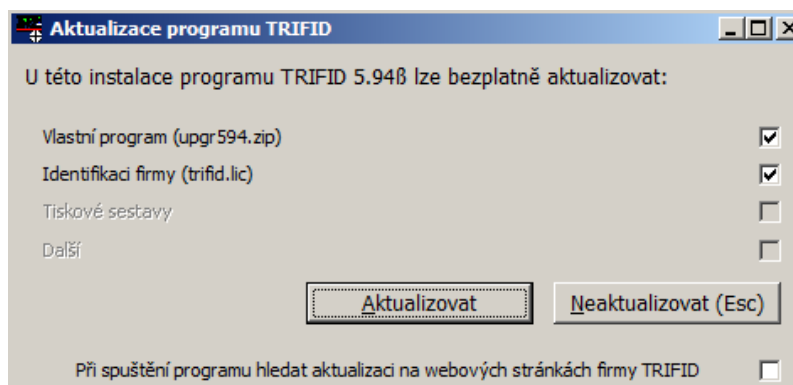 Aktualizace programu TRIFID
U této instalace programu TRIFID 5.94ß lze bezplatně aktualizovat:
Vlastní program (upgr594.zip)
Identifikaci firmy (trifid.lic)
Tiskové sestavy
Další
Aktualizovat Neaktualizovat (Esc)
Při spuštění programu hledat aktualizaci na webových stránkách firmy TRIFID